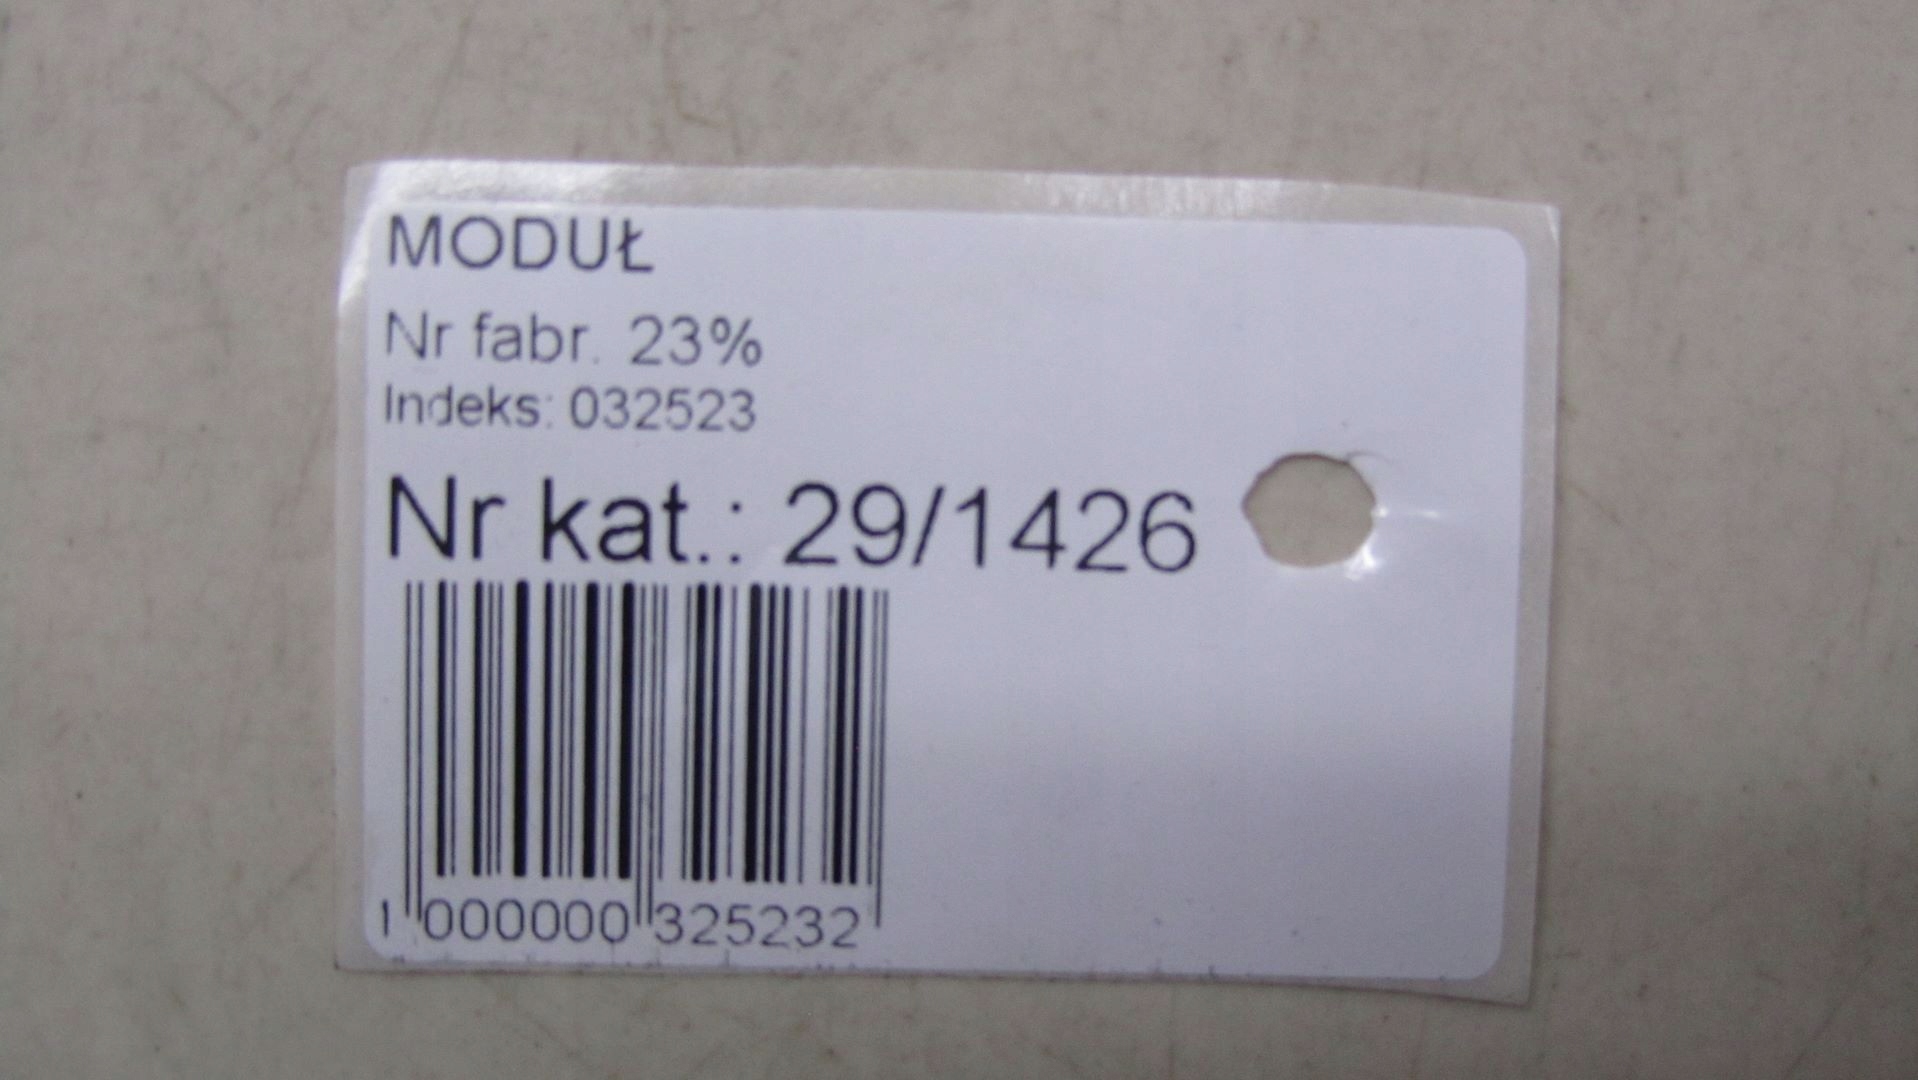 MODUŁ
Nr fabr. 23%
Indeks: 032523
Nr kat.: 29/1426
1 000000 325232